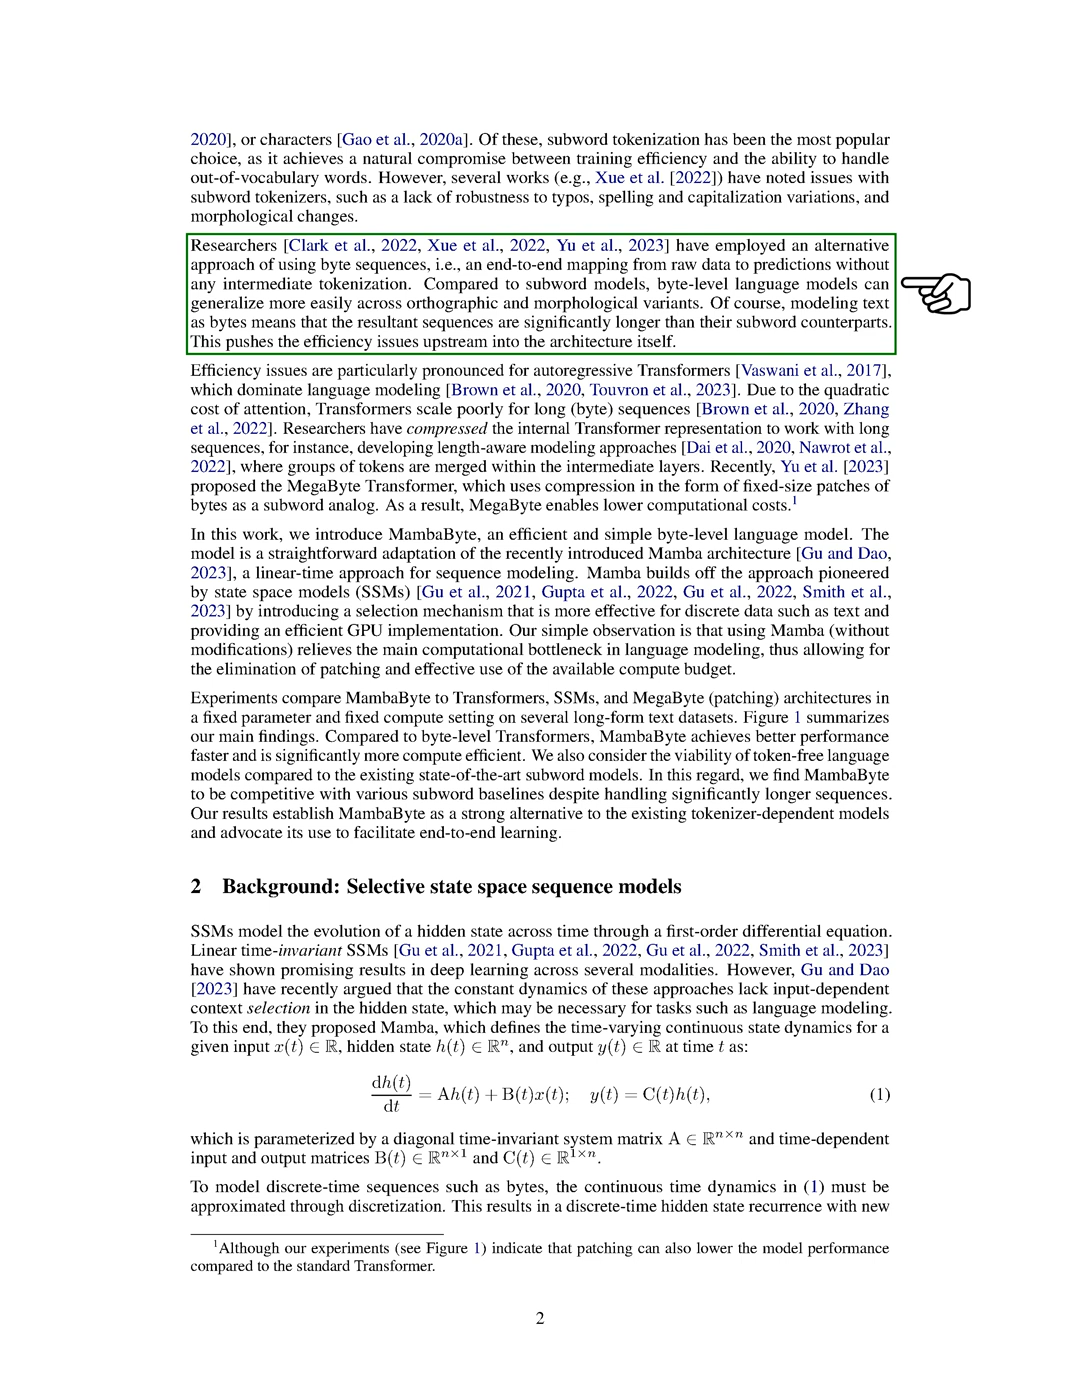 2020], or characters [Gao et al., 2020a]. Of these, subword tokenization has been the most popular
choice, as it achieves a natural compromise between training efficiency and the ability to handle
out-of-vocabulary words. However, several works (e.g., Xue et al. [2022]) have noted issues with
subword tokenizers, such as a lack of robustness to typos, spelling and capitalization variations, and
morphological changes.
Researchers [Clark et al., 2022, Xue et al., 2022, Yu et al., 2023] have employed an alternative
approach of using byte sequences, i.e., an end-to-end mapping from raw data to predictions without
any intermediate tokenization. Compared to subword models, byte-level language models can
generalize more easily across orthographic and morphological variants. Of course, modeling text
as bytes means that the resultant sequences are significantly longer than their subword counterparts.
This pushes the efficiency issues upstream into the architecture itself.
Efficiency issues are particularly pronounced for autoregressive Transformers [Vaswani et al., 2017],
which dominate language modeling [Brown et al., 2020, Touvron et al., 2023]. Due to the quadratic
cost of attention, Transformers scale poorly for long (byte) sequences [Brown et al., 2020, Zhang
et al., 2022]. Researchers have compressed the internal Transformer representation to work with long
sequences, for instance, developing length-aware modeling approaches [Dai et al., 2020, Nawrot et al.,
2022], where groups of tokens are merged within the intermediate layers. Recently, Yu et al. [2023]
proposed the MegaByte Transformer, which uses compression in the form of fixed-size patches of
bytes as a subword analog. As a result, MegaByte enables lower computational costs.¹
In this work, we introduce MambaByte, an efficient and simple byte-level language model. The
model is a straightforward adaptation of the recently introduced Mamba architecture [Gu and Dao,
2023], a linear-time approach for sequence modeling. Mamba builds off the approach pioneered
by state space models (SSMs) [Gu et al., 2021, Gupta et al., 2022, Gu et al., 2022, Smith et al.,
2023] by introducing a selection mechanism that is more effective for discrete data such as text and
providing an efficient GPU implementation. Our simple observation is that using Mamba (without
modifications) relieves the main computational bottleneck in language modeling, thus allowing for
the elimination of patching and effective use of the available compute budget.
Experiments compare MambaByte to Transformers, SSMs, and MegaByte (patching) architectures in
a fixed parameter and fixed compute setting on several long-form text datasets. Figure 1 summarizes
our main findings. Compared to byte-level Transformers, MambaByte achieves better performance
faster and is significantly more compute efficient. We also consider the viability of token-free language
models compared to the existing state-of-the-art subword models. In this regard, we find MambaByte
to be competitive with various subword baselines despite handling significantly longer sequences.
Our results establish MambaByte as a strong alternative to the existing tokenizer-dependent models
and advocate its use to facilitate end-to-end learning.
2 Background: Selective state space sequence models
SSMs model the evolution of a hidden state across time through a first-order differential equation.
Linear time-invariant SSMs [Gu et al., 2021, Gupta et al., 2022, Gu et al., 2022, Smith et al., 2023]
have shown promising results in deep learning across several modalities. However, Gu and Dao
[2023] have recently argued that the constant dynamics of these approaches lack input-dependent
context selection in the hidden state, which may be necessary for tasks such as language modeling.
To this end, they proposed Mamba, which defines the time-varying continuous state dynamics for a
given input x(t) ∈ ℝ, hidden state h(t) ∈ ℝⁿ, and output y(t) ∈ ℝ at time t as:
dh(t)/dt = Ah(t) + B(t)x(t); y(t) = C(t)h(t), (1)
which is parameterized by a diagonal time-invariant system matrix A ∈ ℝⁿˣⁿ and time-dependent
input and output matrices B(t) ∈ ℝⁿˣ¹ and C(t) ∈ ℝ¹ˣⁿ.
To model discrete-time sequences such as bytes, the continuous time dynamics in (1) must be
approximated through discretization. This results in a discrete-time hidden state recurrence with new
¹Although our experiments (see Figure 1) indicate that patching can also lower the model performance
compared to the standard Transformer.
2